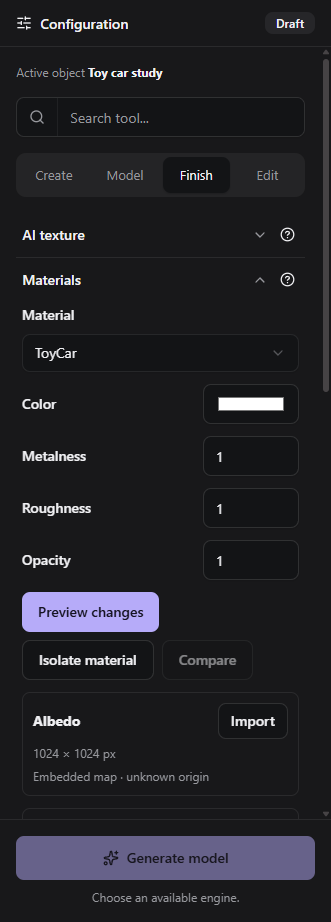 Configuration
Draft
Active object Toy car study
Search tool...
Create Model Finish Edit
AI texture
Materials
Material
ToyCar
Color
Metalness 1
Roughness 1
Opacity 1
Preview changes
Isolate material Compare
Albedo Import
1024 × 1024 px
Embedded map · unknown origin
Generate model
Choose an available engine.